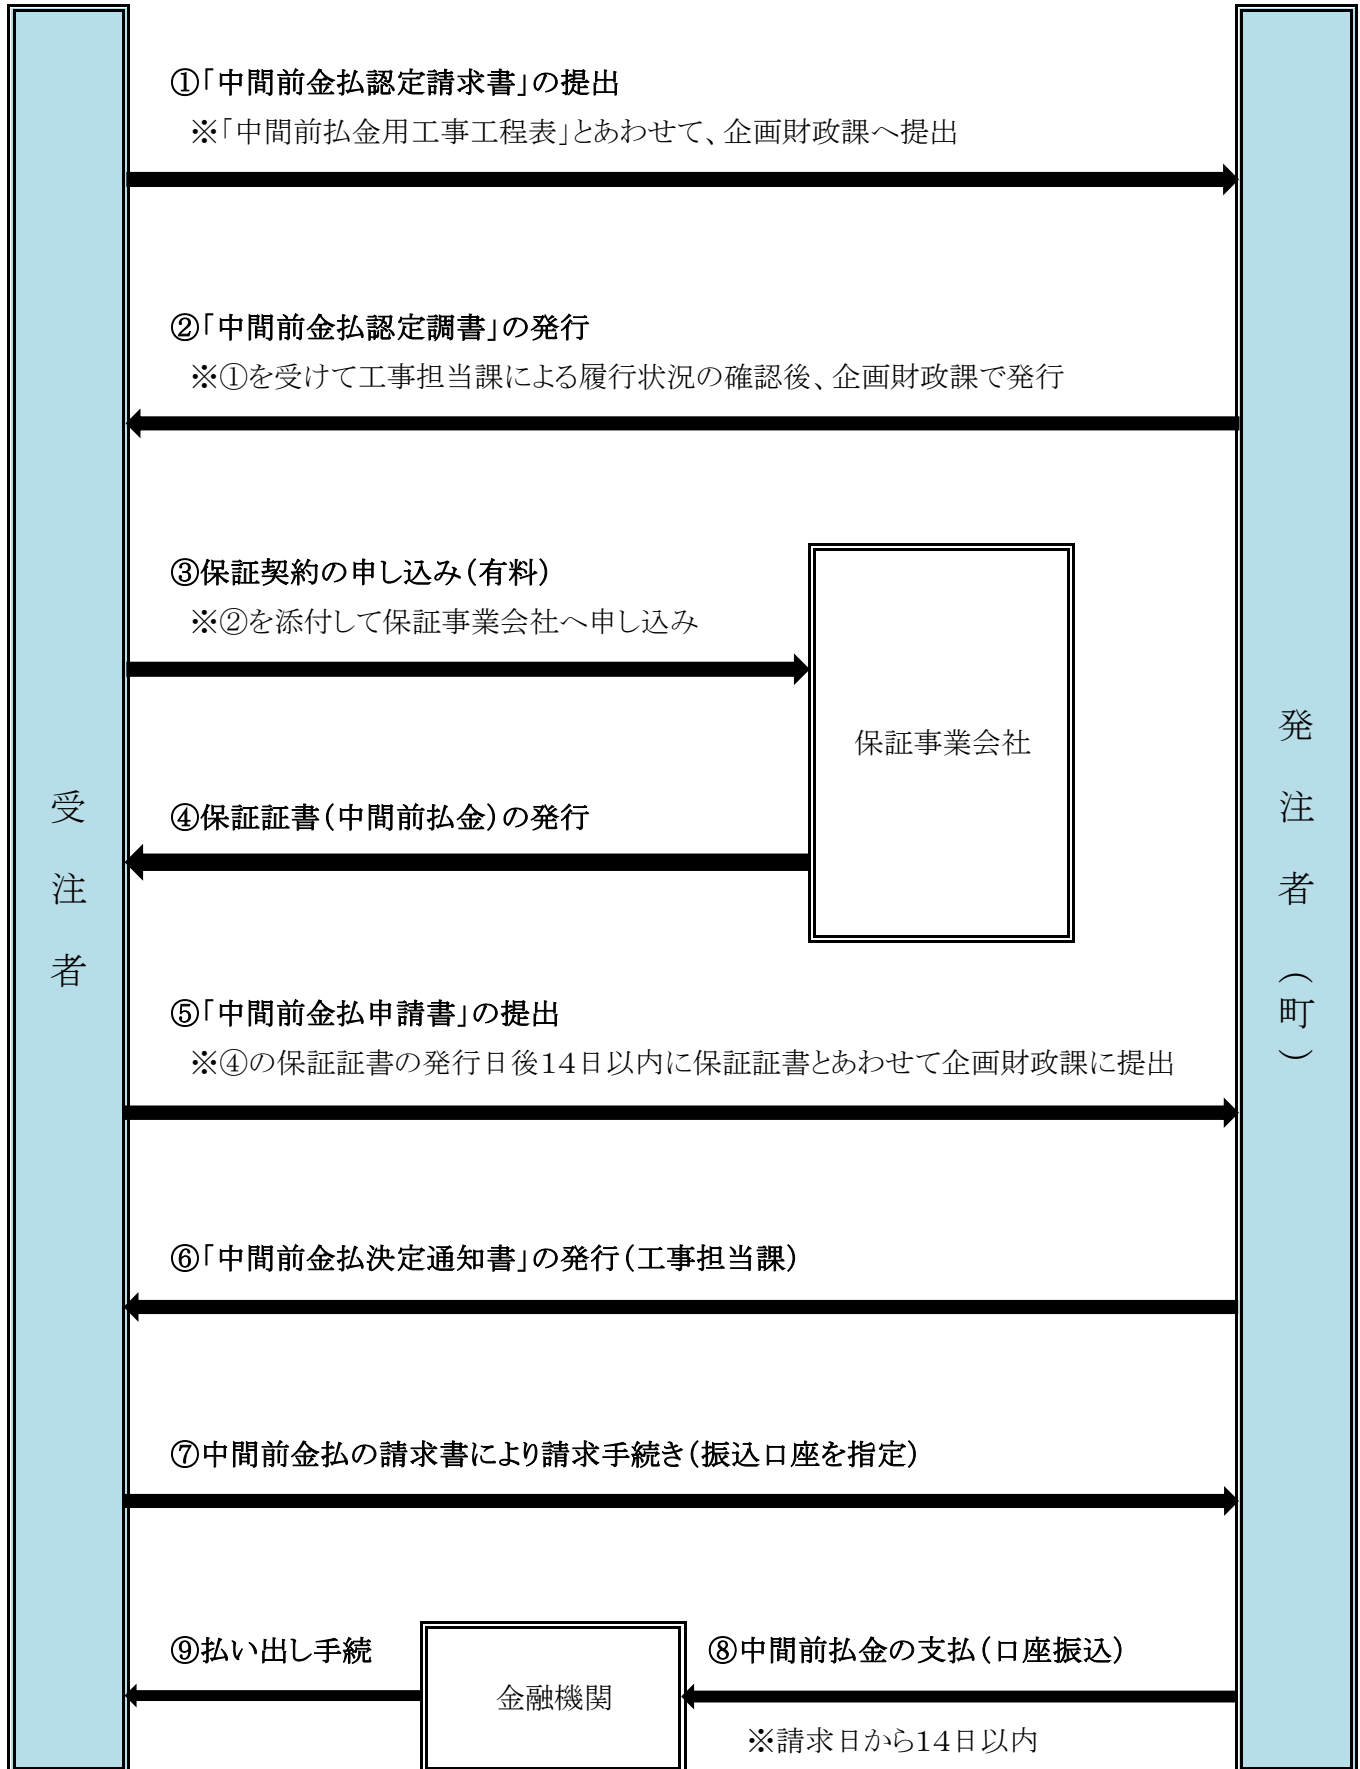 ①「中間前金払認定請求書」の提出
※「中間前払金用工事工程表」とあわせて、企画財政課へ提出
②「中間前金払認定調書」の発行
※①を受けて工事担当課による履行状況の確認後、企画財政課で発行
③保証契約の申し込み(有料)
※②を添付して保証事業会社へ申し込み
保証事業会社
④保証証書(中間前払金)の発行
受注者
発注者(町)
⑤「中間前金払申請書」の提出
※④の保証証書の発行日後14日以内に保証証書とあわせて企画財政課に提出
⑥「中間前金払決定通知書」の発行(工事担当課)
⑦中間前金払の請求書により請求手続き(振込口座を指定)
⑨払い出し手続
金融機関
⑧中間前払金の支払(口座振込)
※請求日から14日以内